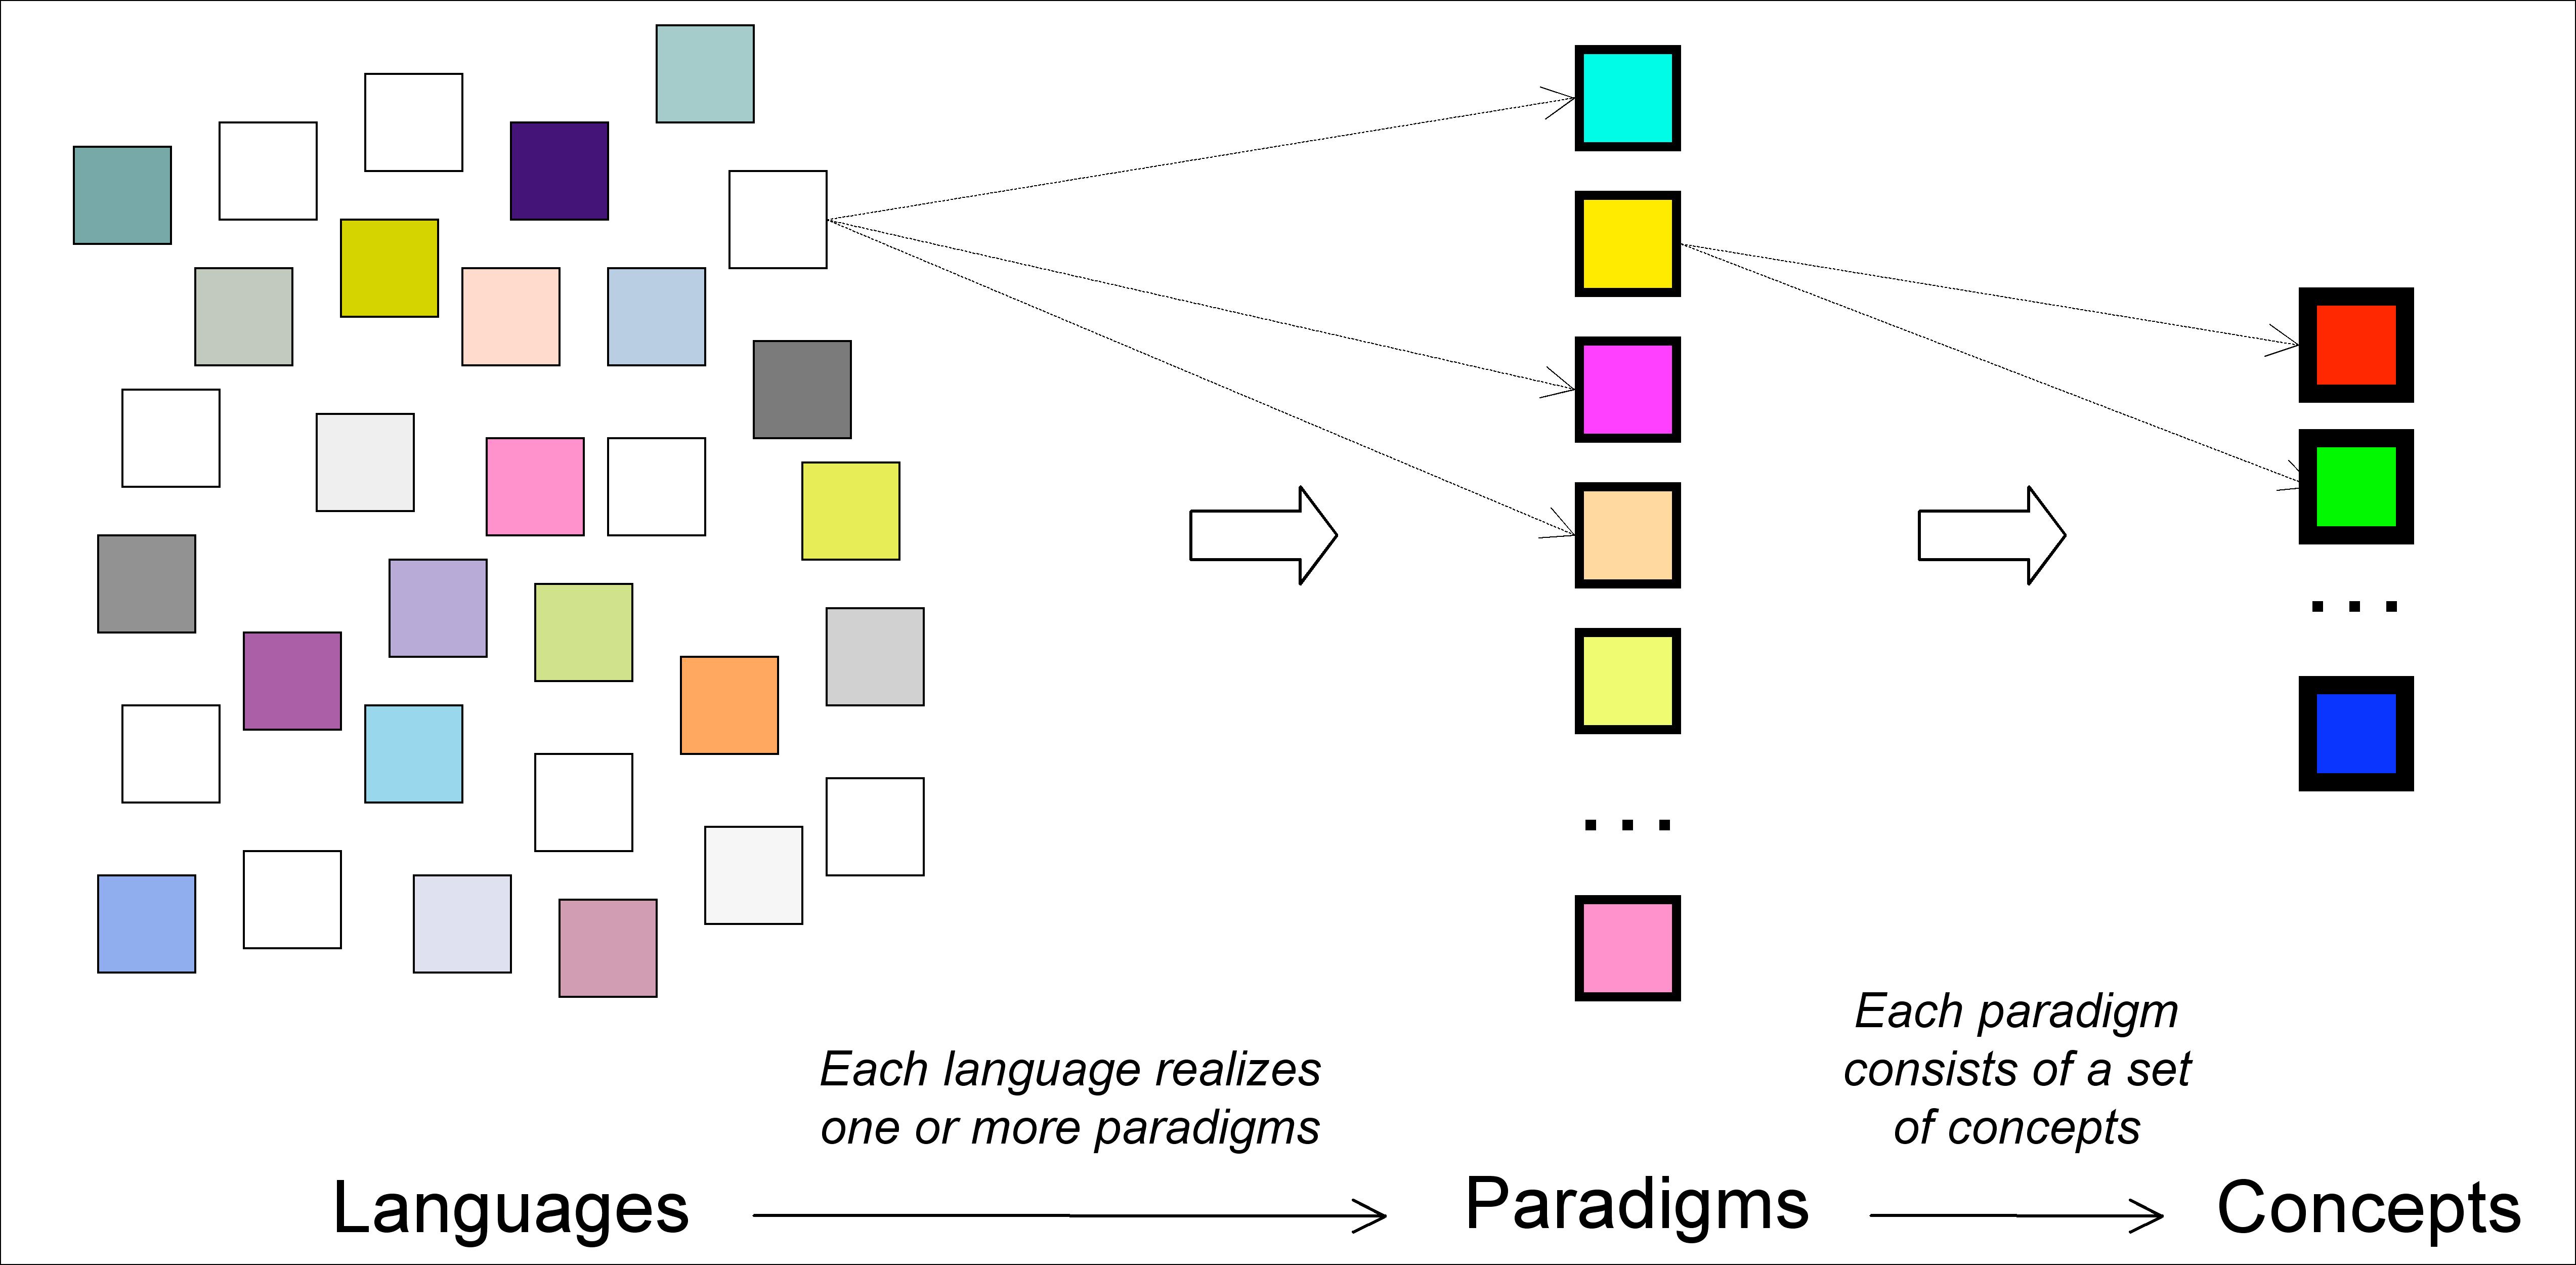 . . .
. . .
Each language realizes
one or more paradigms
Each paradigm
consists of a set
of concepts
Languages
Paradigms
Concepts